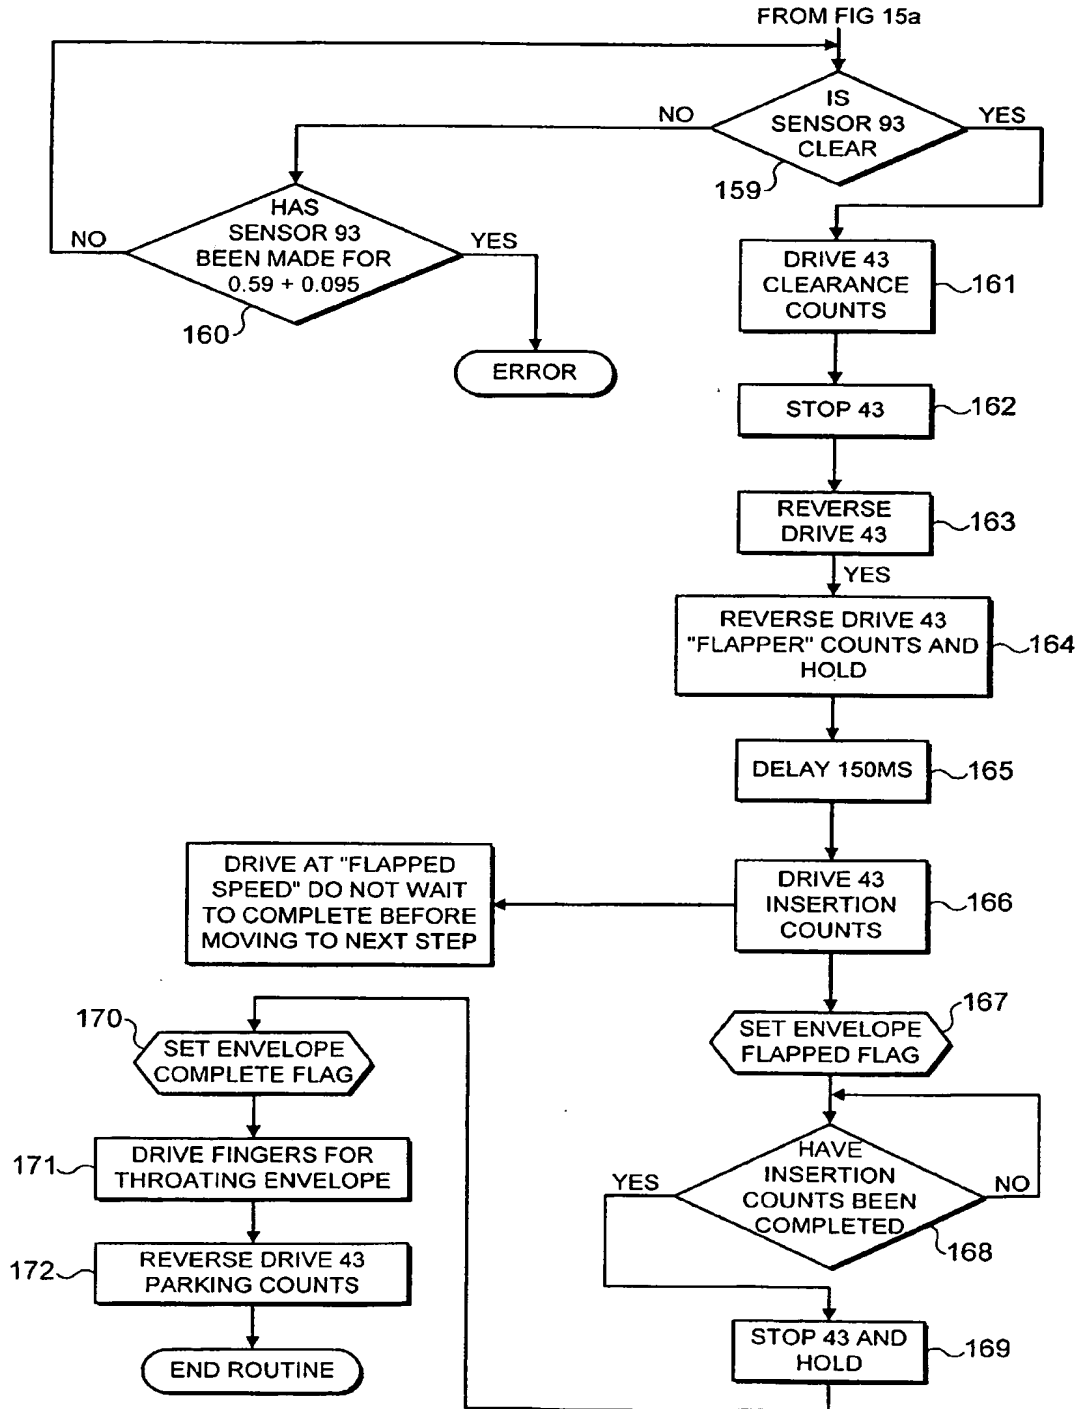 FROM FIG 15a
IS
SENSOR 93
CLEAR
NO
YES
159
HAS
SENSOR 93
BEEN MADE FOR
0.59 + 0.095
NO
YES
160
ERROR
DRIVE 43
CLEARANCE
COUNTS
161
STOP 43
162
REVERSE
DRIVE 43
163
YES
REVERSE DRIVE 43
"FLAPPER" COUNTS AND
HOLD
164
DELAY 150MS
165
DRIVE 43
INSERTION
COUNTS
166
DRIVE AT "FLAPPED
SPEED" DO NOT WAIT
TO COMPLETE BEFORE
MOVING TO NEXT STEP
SET ENVELOPE
FLAPPED FLAG
167
HAVE
INSERTION
COUNTS BEEN
COMPLETED
YES
NO
168
STOP 43 AND
HOLD
169
170
SET ENVELOPE
COMPLETE FLAG
171
DRIVE FINGERS FOR
THROATING ENVELOPE
172
REVERSE DRIVE 43
PARKING COUNTS
END ROUTINE